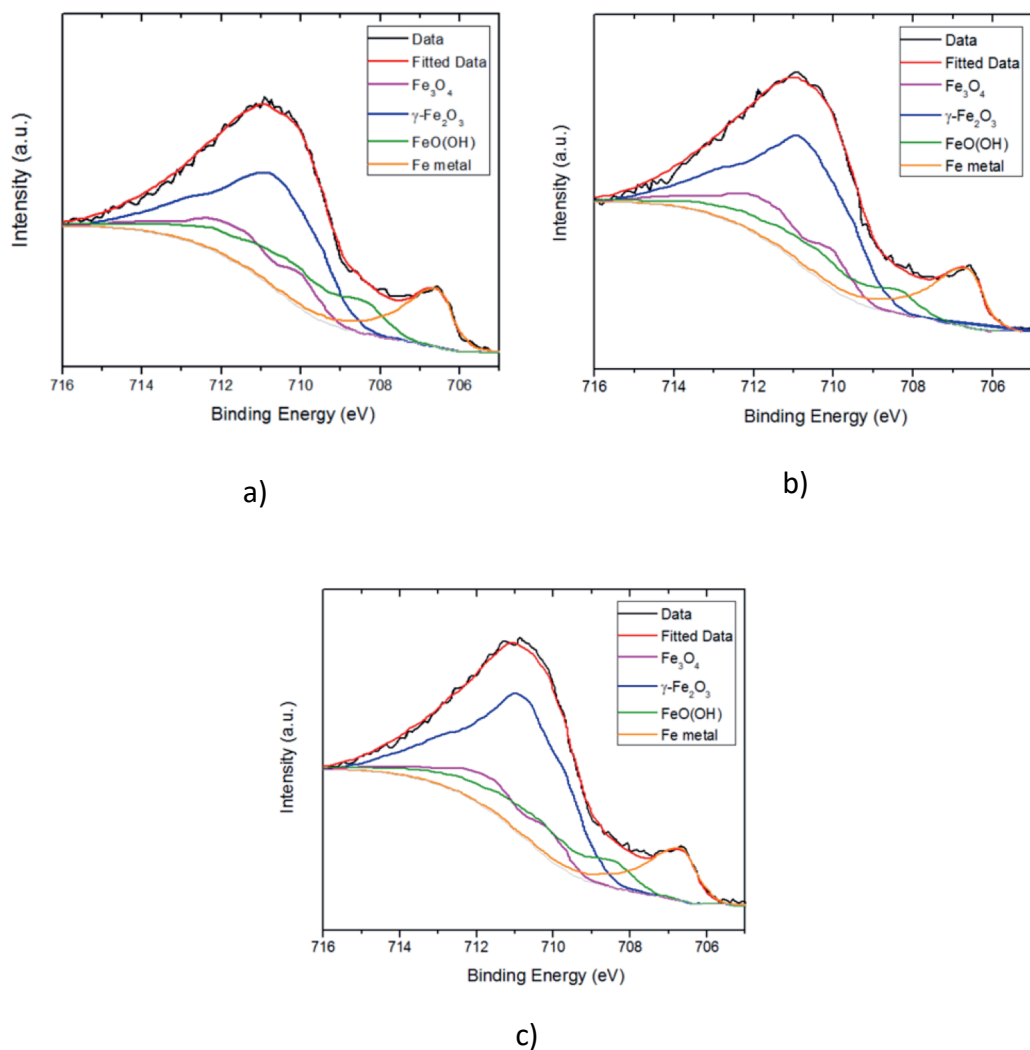 Data
Fitted Data
Fe₃O₄
γ-Fe₂O₃
FeO(OH)
Fe metal
Intensity (a.u.)
716 714 712 710 708 706
Binding Energy (eV)
a)
Data
Fitted Data
Fe₃O₄
γ-Fe₂O₃
FeO(OH)
Fe metal
Intensity (a.u.)
716 714 712 710 708 706
Binding Energy (eV)
b)
Data
Fitted Data
Fe₃O₄
γ-Fe₂O₃
FeO(OH)
Fe metal
Intensity (a.u.)
716 714 712 710 708 706
Binding Energy (eV)
c)